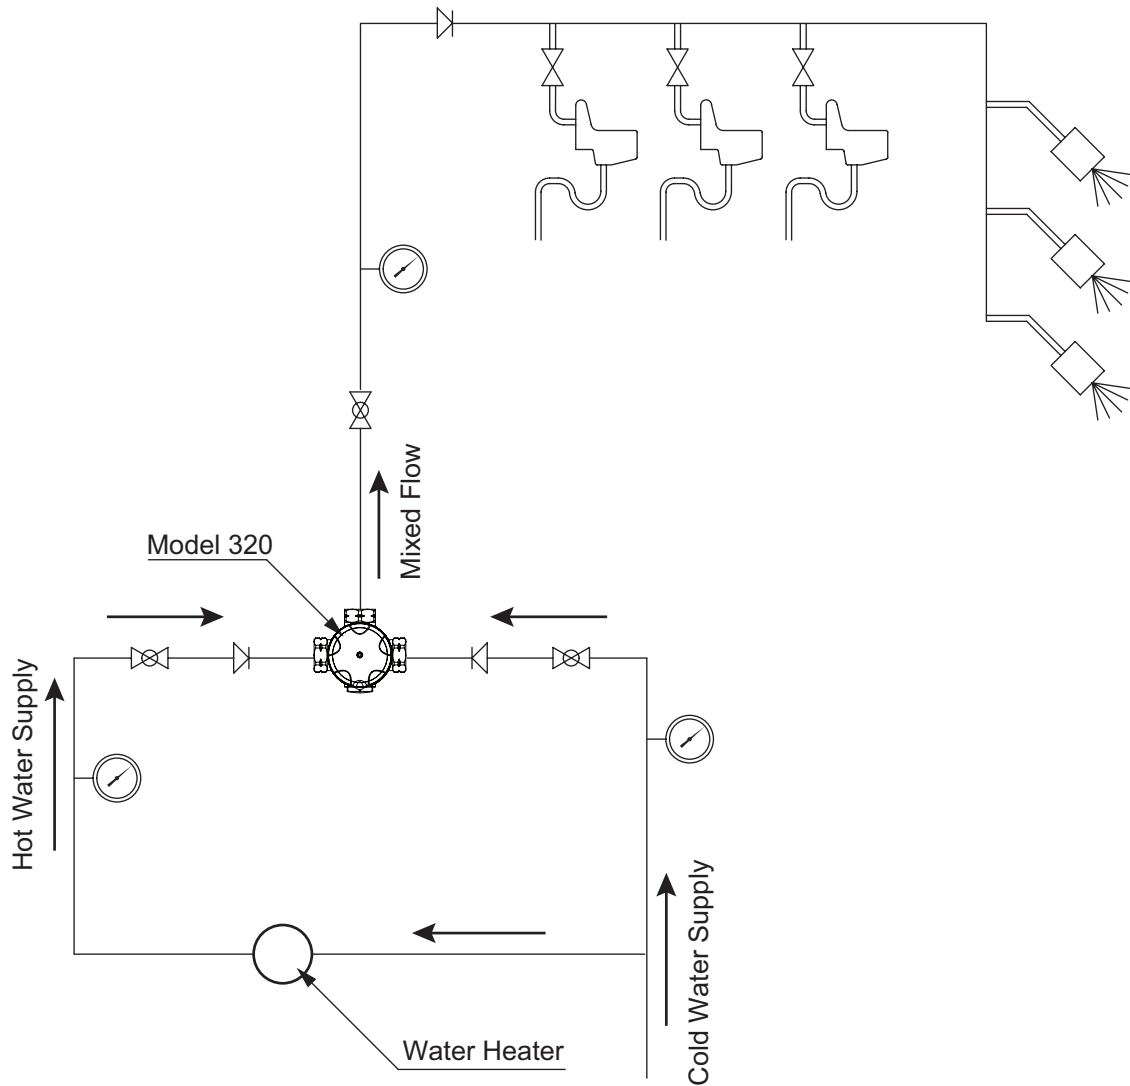 Mixed Flow
Model 320
Hot Water Supply
Cold Water Supply
Water Heater